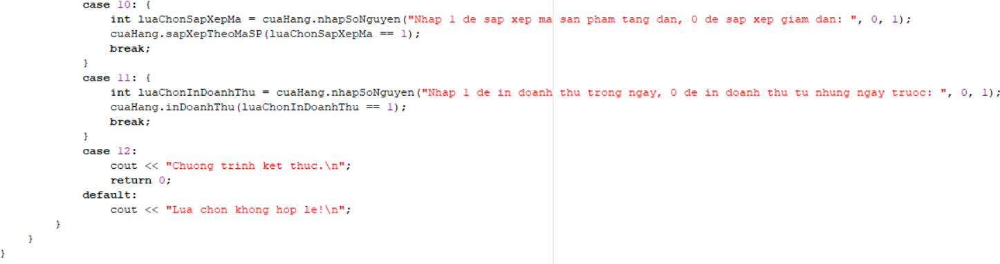 case 10: {
int luaChonSapXepMa = cuaHang.nhapSoNguyen("Nhap 1 de sap xep ma san pham tang dan, 0 de sap xep giam dan: ", 0, 1);
cuaHang.sapXepTheoMaSP(luaChonSapXepMa == 1);
break;
}
case 11: {
int luaChonInDoanhThu = cuaHang.nhapSoNguyen("Nhap 1 de in doanh thu trong ngay, 0 de in doanh thu tu nhung ngay truoc: ", 0, 1);
cuaHang.inDoanhThu(luaChonInDoanhThu == 1);
break;
}
case 12:
cout << "Chuong trinh ket thuc.\n";
return 0;
default:
cout << "Lua chon khong hop le!\n";
}
}
}